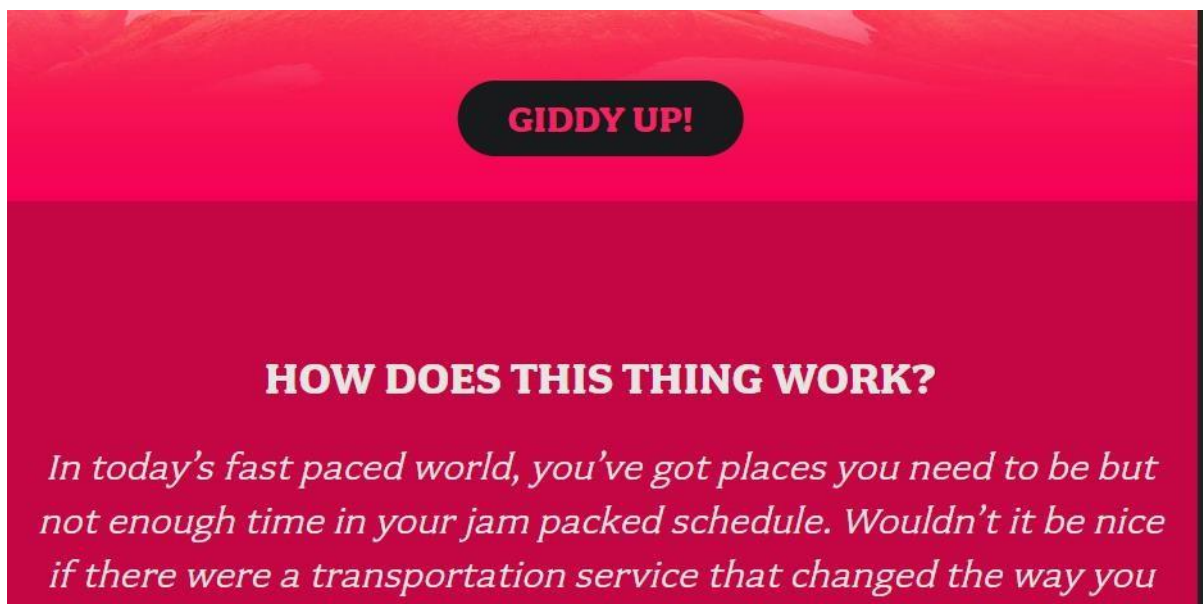 GIDDY UP!
HOW DOES THIS THING WORK?
In today’s fast paced world, you’ve got places you need to be but
not enough time in your jam packed schedule. Wouldn’t it be nice
if there were a transportation service that changed the way you